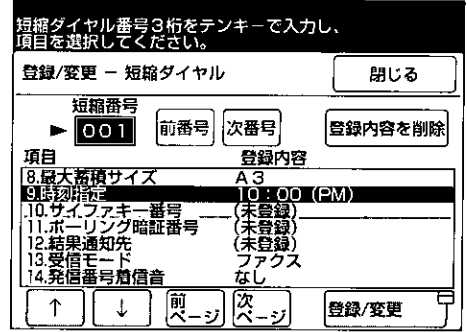 短縮ダイヤル番号3桁をテンキーで入力し、
項目を選択してください。
登録/変更 － 短縮ダイヤル
閉じる
短縮番号
► 001
前番号
次番号
登録内容を削除
項目 登録内容
8.最大蓄積サイズ A3
9.時刻指定 10:00 (PM)
10.サイファキー番号 (未登録)
11.ポーリング暗証番号 (未登録)
12.結果通知先 (未登録)
13.受信モード ファクス
14.発信番号着信音 なし
↑
↓
前
ページ
次
ページ
登録/変更